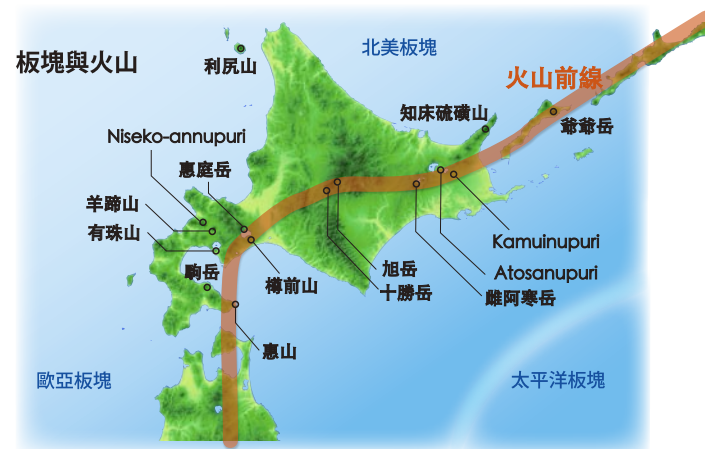 北美板塊
板塊與火山
利尻山
火山前線
知床硫磺山
爺爺岳
Niseko-annupuri
惠庭岳
羊蹄山
有珠山
Kamuinupuri
駒岳
旭岳
Atosanupuri
樽前山
十勝岳
雌阿寒岳
惠山
歐亞板塊
太平洋板塊